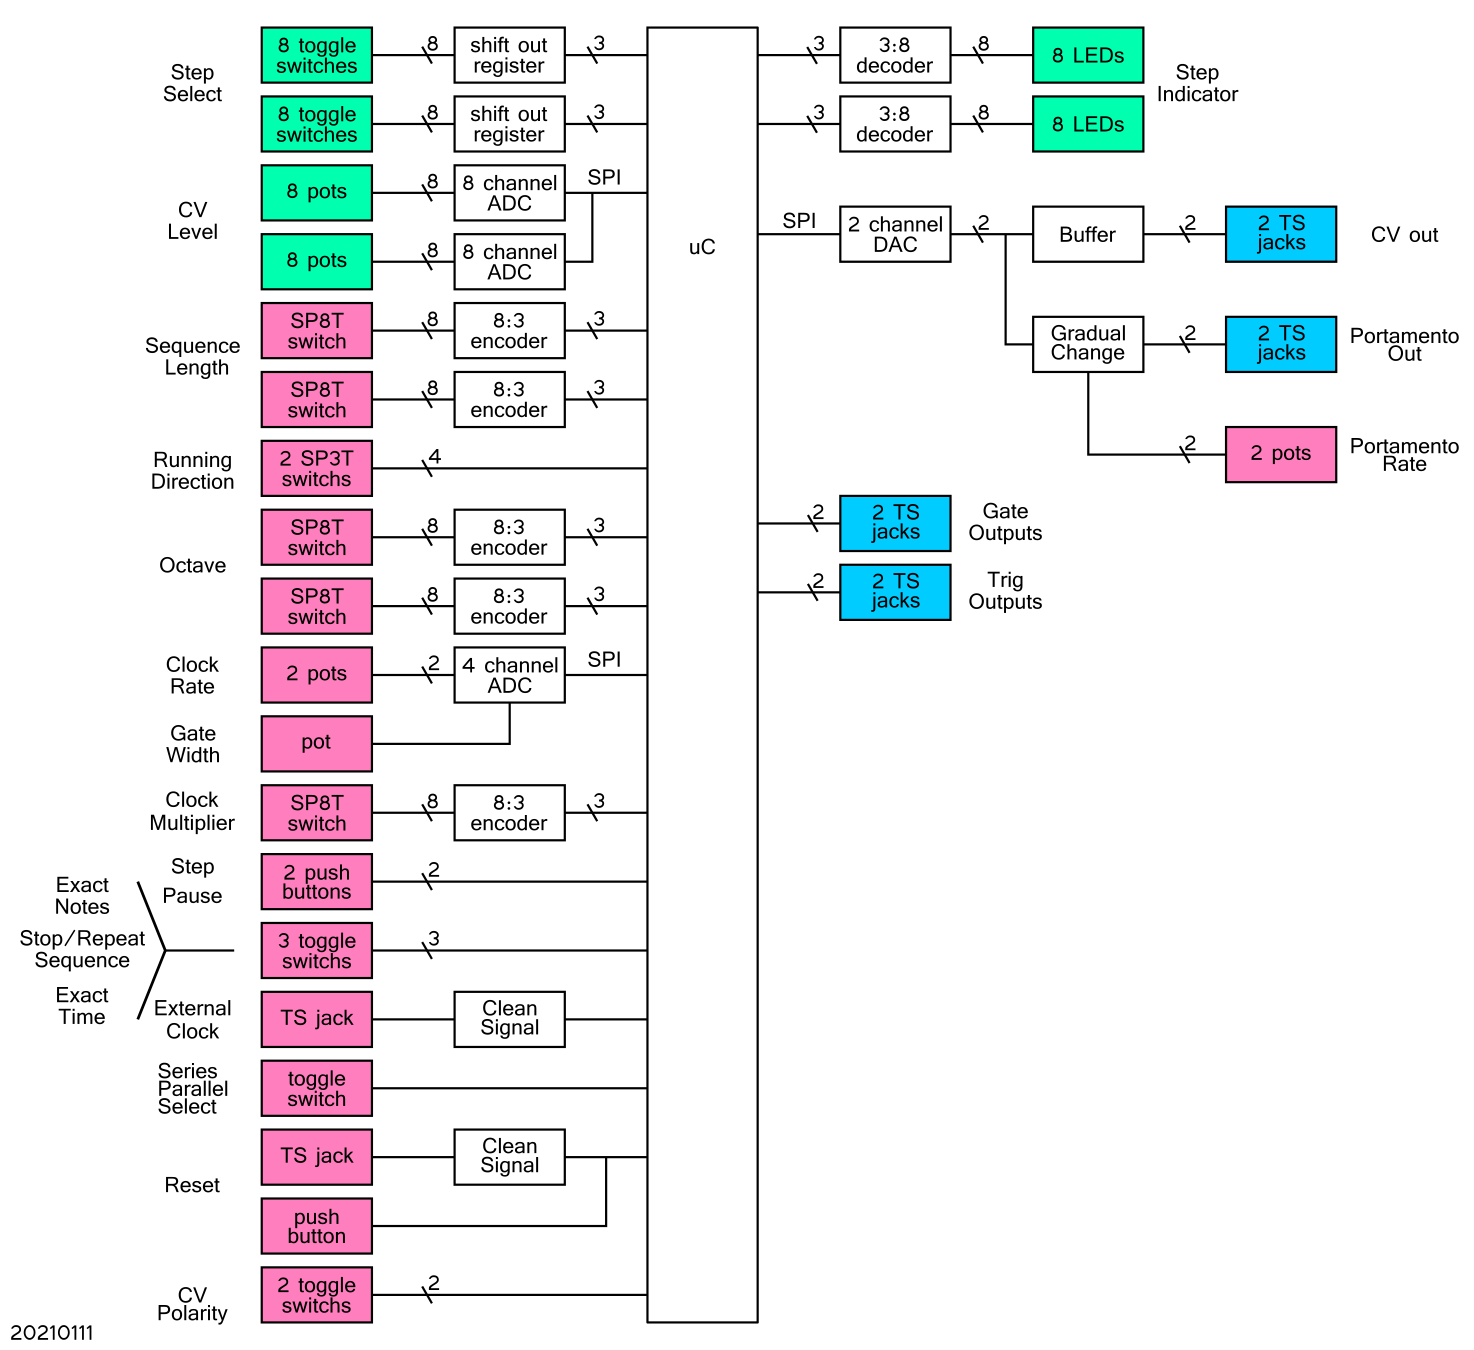 Step
Select
8 toggle
switches
8
shift out
register
3
8 toggle
switches
8
shift out
register
3
CV
Level
8 pots
8
8 channel
ADC
SPI
8 pots
8
8 channel
ADC
Sequence
Length
SP8T
switch
8
8:3
encoder
3
SP8T
switch
8
8:3
encoder
3
Running
Direction
2 SP3T
switchs
4
Octave
SP8T
switch
8
8:3
encoder
3
SP8T
switch
8
8:3
encoder
3
Clock
Rate
2 pots
2
4 channel
ADC
SPI
Gate
Width
pot
Clock
Multiplier
SP8T
switch
8
8:3
encoder
3
Step
Pause
2 push
buttons
2
Exact
Notes
Stop/Repeat
Sequence
Exact
Time
3 toggle
switchs
3
External
Clock
TS jack
Clean
Signal
Series
Parallel
Select
toggle
switch
Reset
TS jack
Clean
Signal
push
button
CV
Polarity
2 toggle
switchs
2
uC
3
3:8
decoder
8
8 LEDs
3
3:8
decoder
8
8 LEDs
Step
Indicator
SPI
2 channel
DAC
2
Buffer
2
2 TS
jacks
CV out
Gradual
Change
2
2 TS
jacks
Portamento
Out
2
2 pots
Portamento
Rate
2
2 TS
jacks
Gate
Outputs
2
2 TS
jacks
Trig
Outputs
20210111